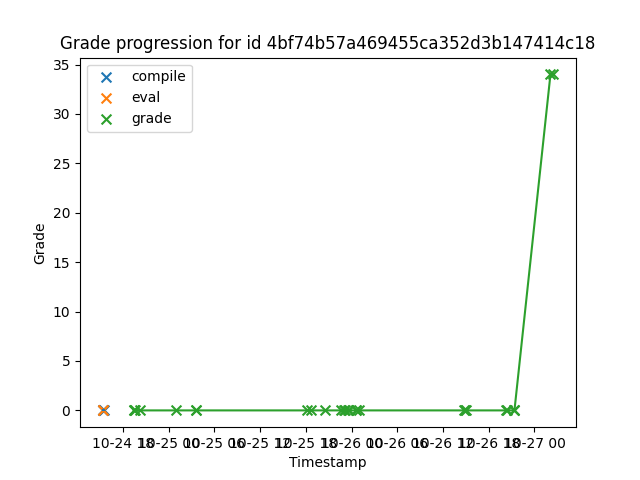 Grade progression for id 4bf74b57a469455ca352d3b147414c18
compile
eval
grade
35
30
25
20
15
10
5
0
Grade
10-24 18 10-25 00 10-25 06 10-25 12 10-25 18 10-26 00 10-26 06 10-26 12 10-26 18 10-27 00
Timestamp